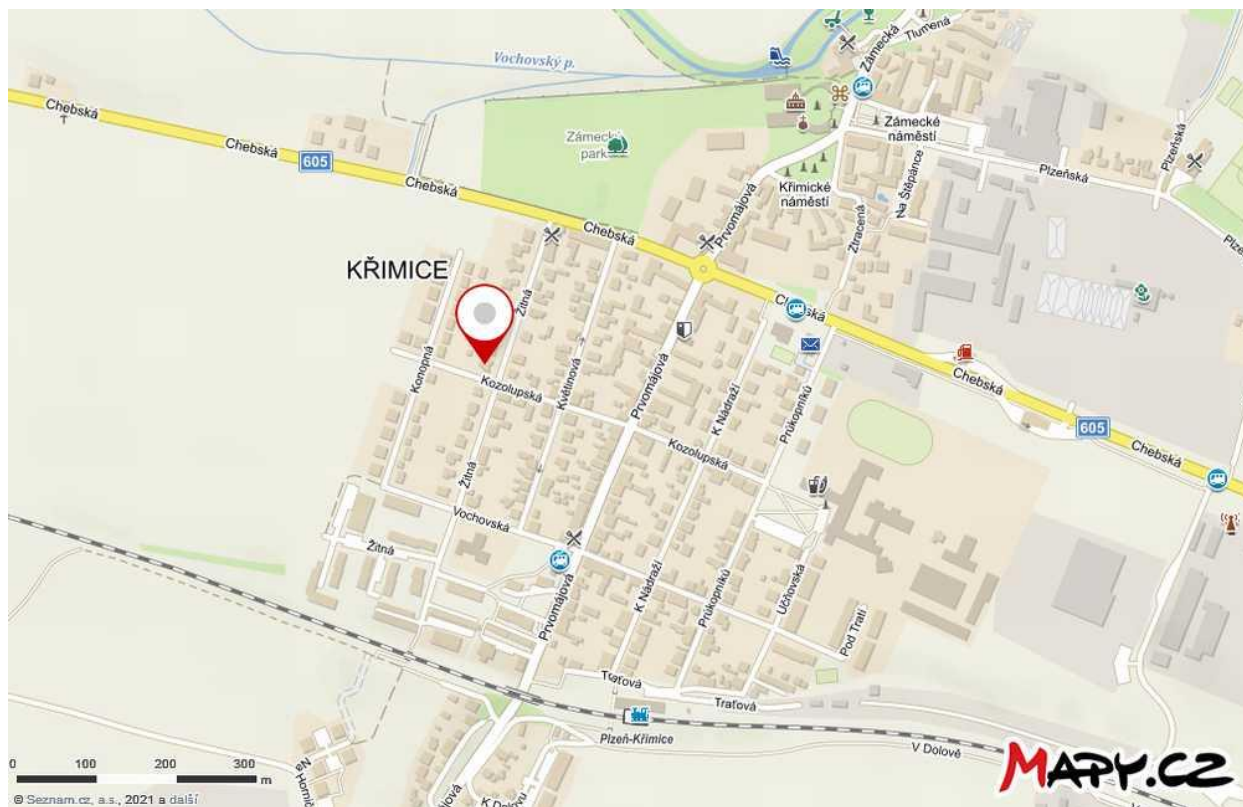 Vochovský p.
Zámecká
Tlumená
Chebská
Chebská
605
Chebská
Zámecký
park
Zámecké
náměstí
Plzeňská
Plzeňská
Na Štěpánce
Křimické
náměstí
Ztracená
Prvomájová
Chebská
KŘIMICE
Žitná
Chebská
Konopná
Květinová
Kozolupská
Prvomájová
K Nádraží
Průkopníků
Chebská
605
Chebská
Kozolupská
Žitná
Vochovská
Žitná
Prvomájová
K Nádraží
Průkopníků
Učňovská
Pod Tratí
Traťová
Traťová
Plzeň-Křimice
V Dolově
K Dolovu
0 100 200 300
m
© Seznam.cz, a.s., 2021 a další
MAPY.CZ